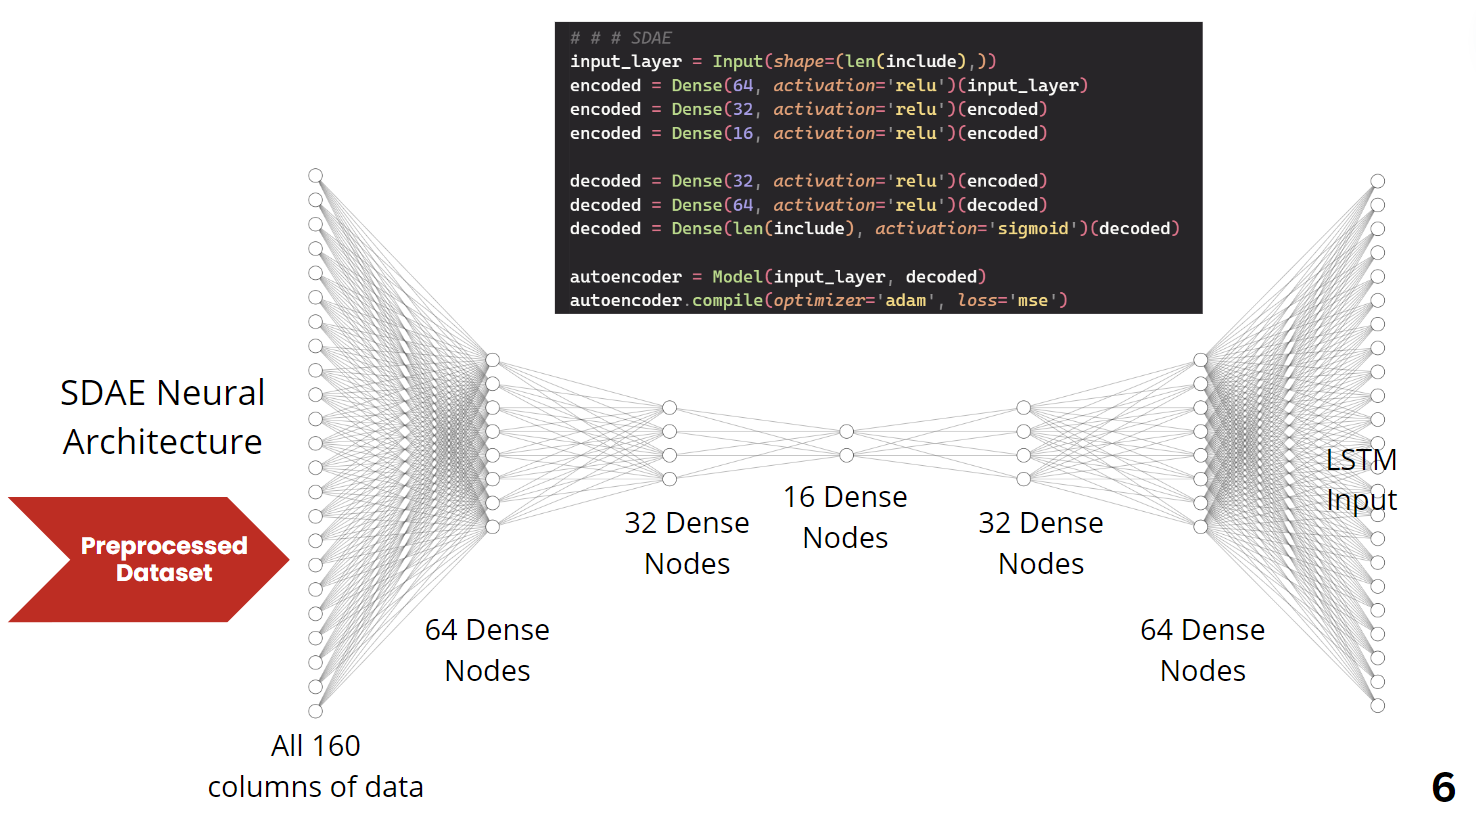 # # # SDAE
input_layer = Input(shape=(len(include),))
encoded = Dense(64, activation='relu')(input_layer)
encoded = Dense(32, activation='relu')(encoded)
encoded = Dense(16, activation='relu')(encoded)
decoded = Dense(32, activation='relu')(encoded)
decoded = Dense(64, activation='relu')(decoded)
decoded = Dense(len(include), activation='sigmoid')(decoded)
autoencoder = Model(input_layer, decoded)
autoencoder.compile(optimizer='adam', loss='mse')
SDAE Neural
Architecture
Preprocessed
Dataset
All 160
columns of data
64 Dense
Nodes
32 Dense
Nodes
16 Dense
Nodes
32 Dense
Nodes
64 Dense
Nodes
LSTM
Input
6